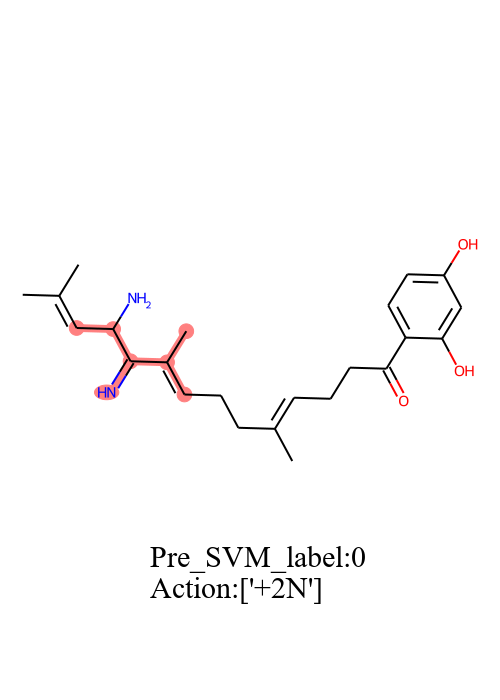 OH
NH2
HN
OH
O
Pre_SVM_label:0
Action:['+2N']